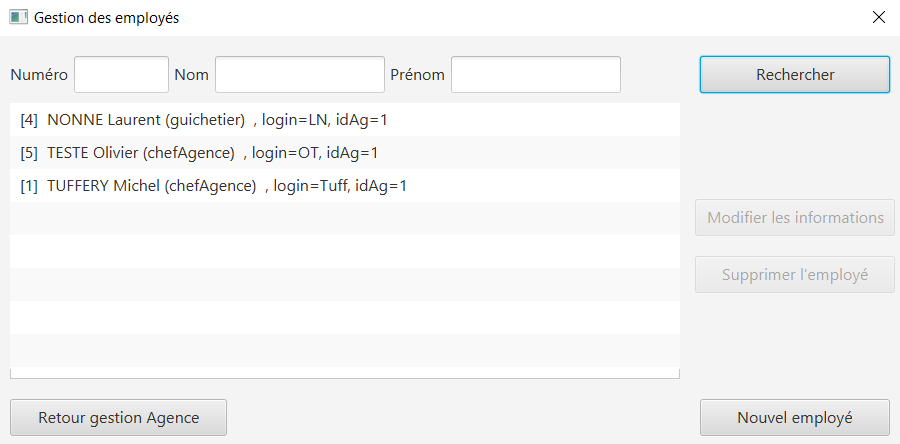 Gestion des employés
Numéro Nom Prénom Rechercher
[4] NONNE Laurent (guichetier) , login=LN, idAg=1
[5] TESTE Olivier (chefAgence) , login=OT, idAg=1
[1] TUFFERY Michel (chefAgence) , login=Tuff, idAg=1
Modifier les informations
Supprimer l'employé
Retour gestion Agence Nouvel employé